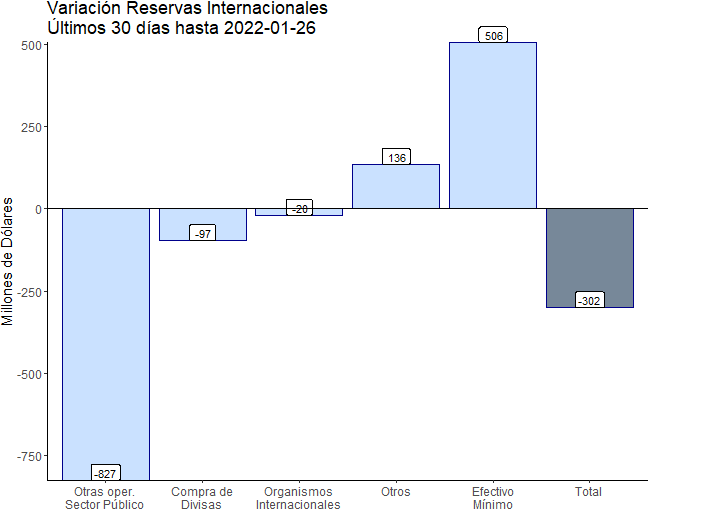 Variación Reservas Internacionales
Últimos 30 días hasta 2022-01-26
Millones de Dólares
500
250
0
-250
-500
-750
-827
-97
-20
136
506
-302
Otras oper.
Sector Público
Compra de
Divisas
Organismos
Internacionales
Otros
Efectivo
Mínimo
Total